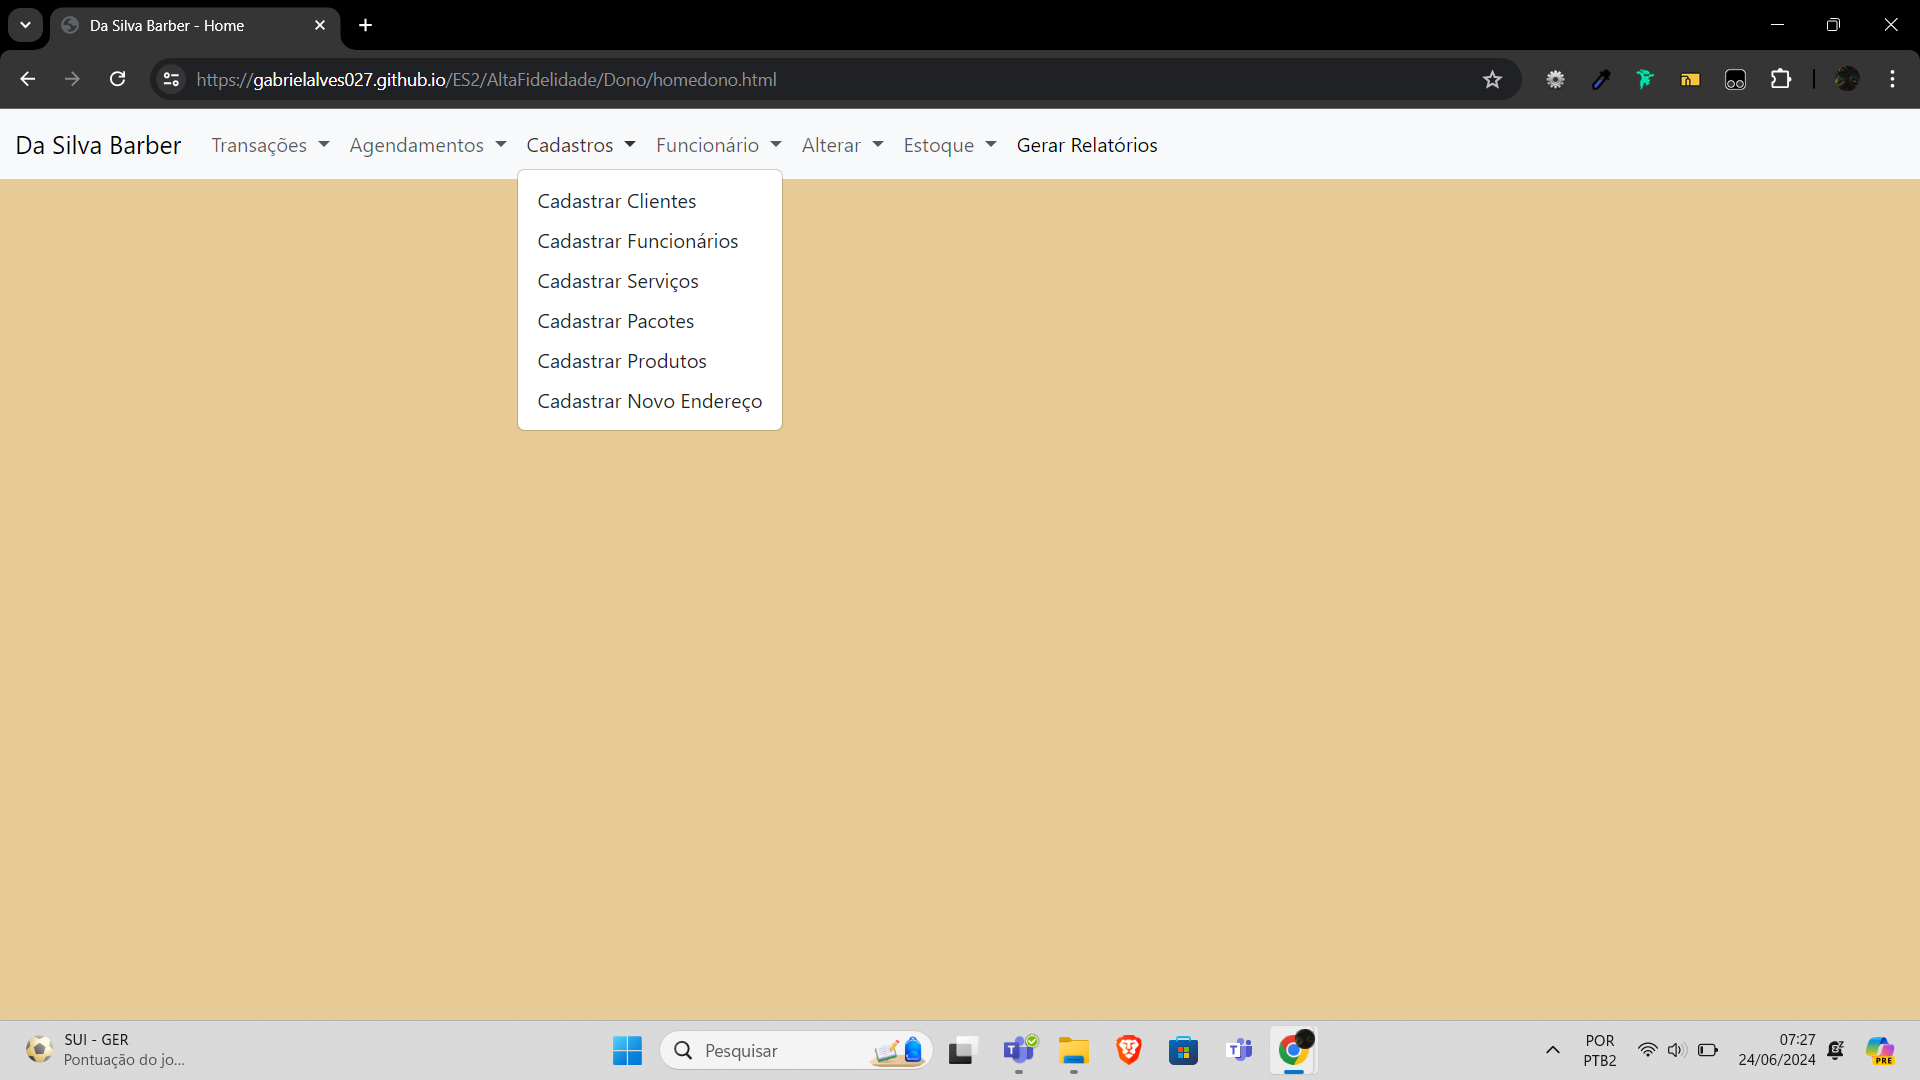 Da Silva Barber - Home
https://gabrielalves027.github.io/ES2/AltaFidelidade/Dono/homedono.html
Da Silva Barber Transações Agendamentos Cadastros Funcionário Alterar Estoque Gerar Relatórios
Cadastrar Clientes
Cadastrar Funcionários
Cadastrar Serviços
Cadastrar Pacotes
Cadastrar Produtos
Cadastrar Novo Endereço
SUI - GER
Pontuação do jo...
Pesquisar
PRE
POR
PTB2
07:27
24/06/2024